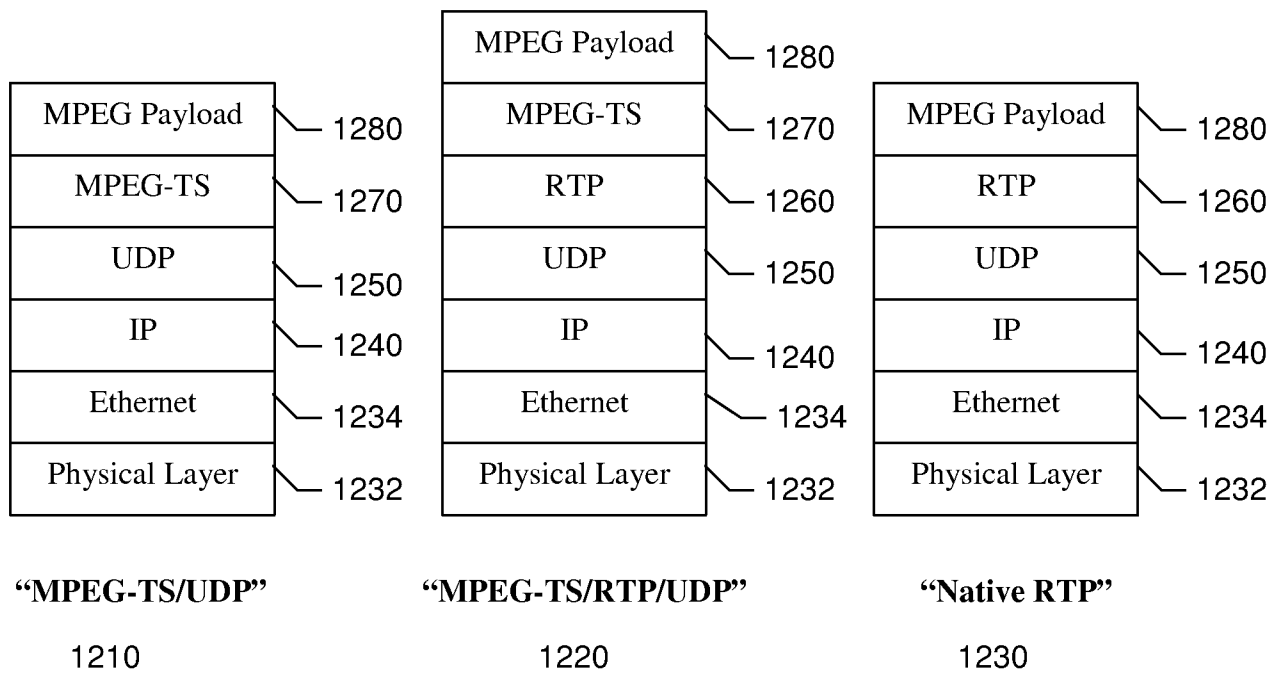 MPEG Payload 1280
MPEG-TS 1270
UDP 1250
IP 1240
Ethernet 1234
Physical Layer 1232
“MPEG-TS/UDP”
1210
MPEG Payload 1280
MPEG-TS 1270
RTP 1260
UDP 1250
IP 1240
Ethernet 1234
Physical Layer 1232
“MPEG-TS/RTP/UDP”
1220
MPEG Payload 1280
RTP 1260
UDP 1250
IP 1240
Ethernet 1234
Physical Layer 1232
“Native RTP”
1230